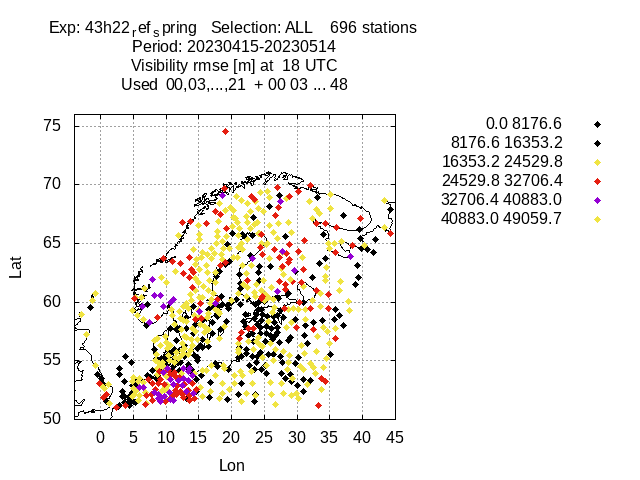 Exp: 43h22refspring   Selection: ALL    696 stations
Period: 20230415-20230514
Visibility rmse [m] at  18 UTC
Used  00,03,...,21  + 00 03 ... 48
75
70
65
60
55
50
Lat
0 5 10 15 20 25 30 35 40 45
Lon
0.0 8176.6
8176.6 16353.2
16353.2 24529.8
24529.8 32706.4
32706.4 40883.0
40883.0 49059.7